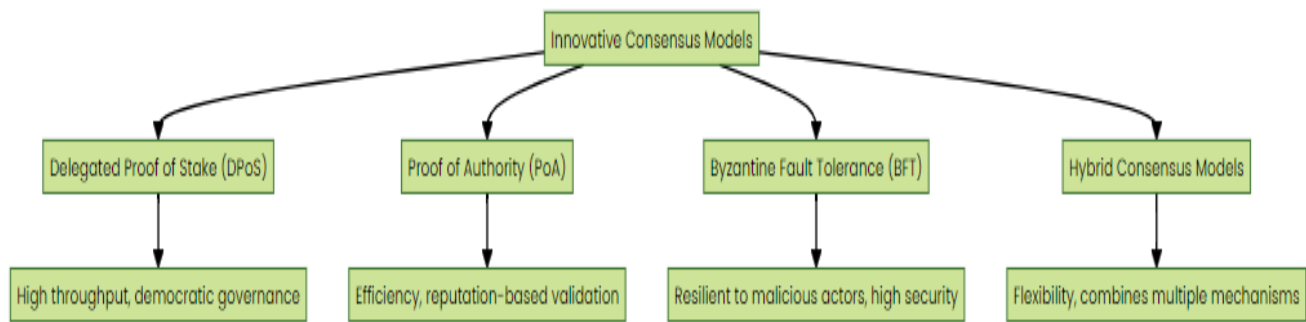 Innovative Consensus Models
Delegated Proof of Stake (DPoS)
Proof of Authority (PoA)
Byzantine Fault Tolerance (BFT)
Hybrid Consensus Models
High throughput, democratic governance
Efficiency, reputation-based validation
Resilient to malicious actors, high security
Flexibility, combines multiple mechanisms